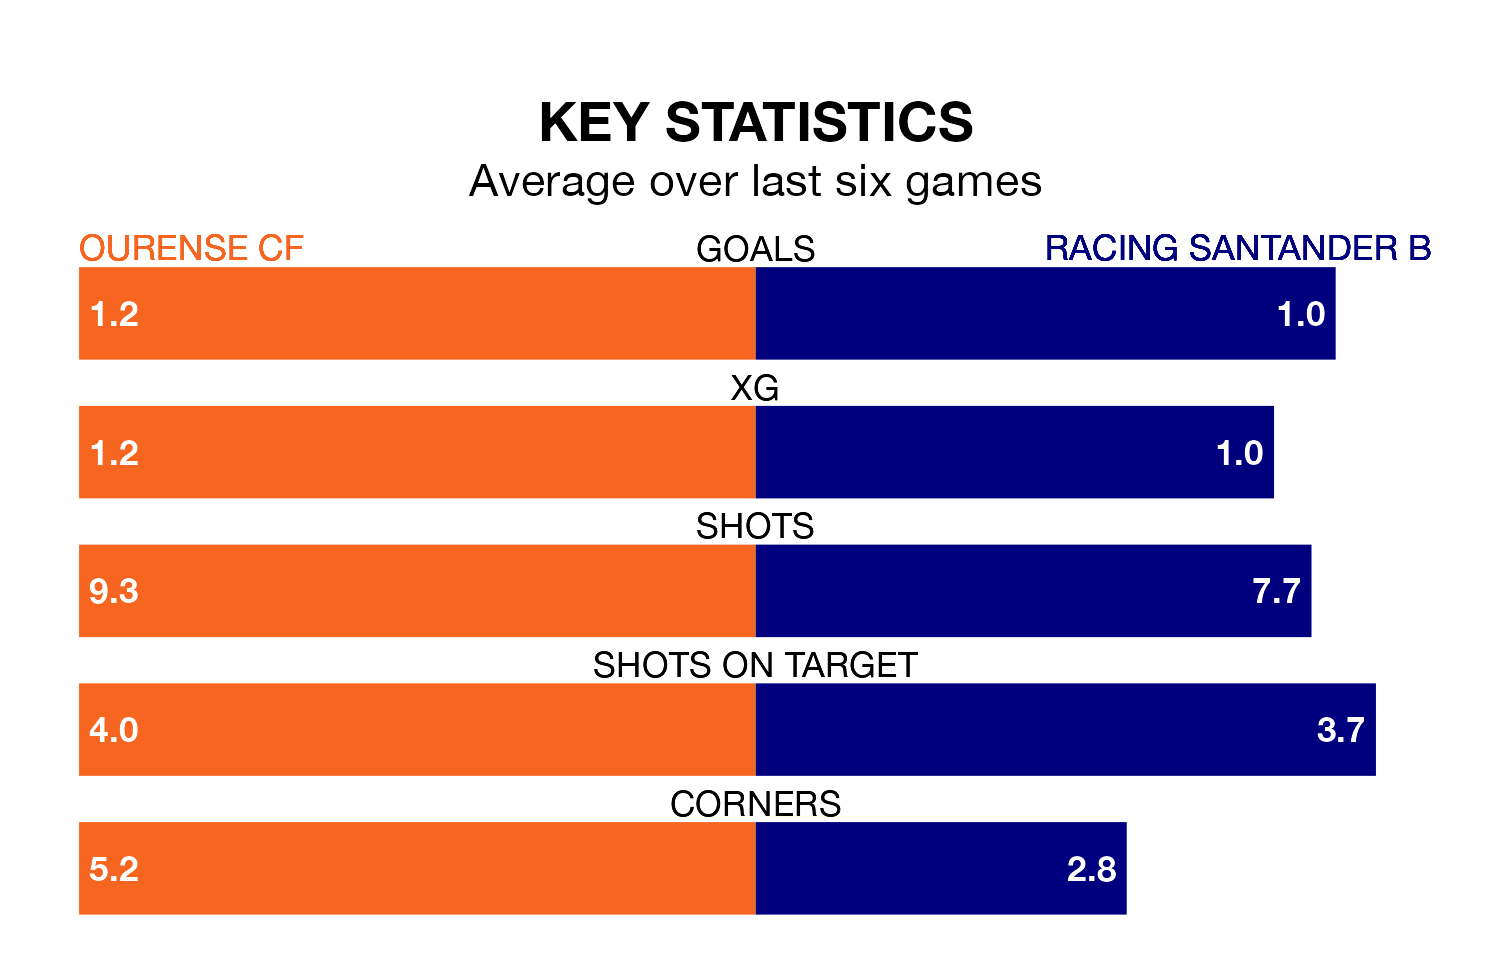 KEY STATISTICS
Average over last six games
OURENSE CF GOALS RACING SANTANDER B
1.2 1.0
XG
1.2 1.0
SHOTS
9.3 7.7
SHOTS ON TARGET
4.0 3.7
CORNERS
5.2 2.8